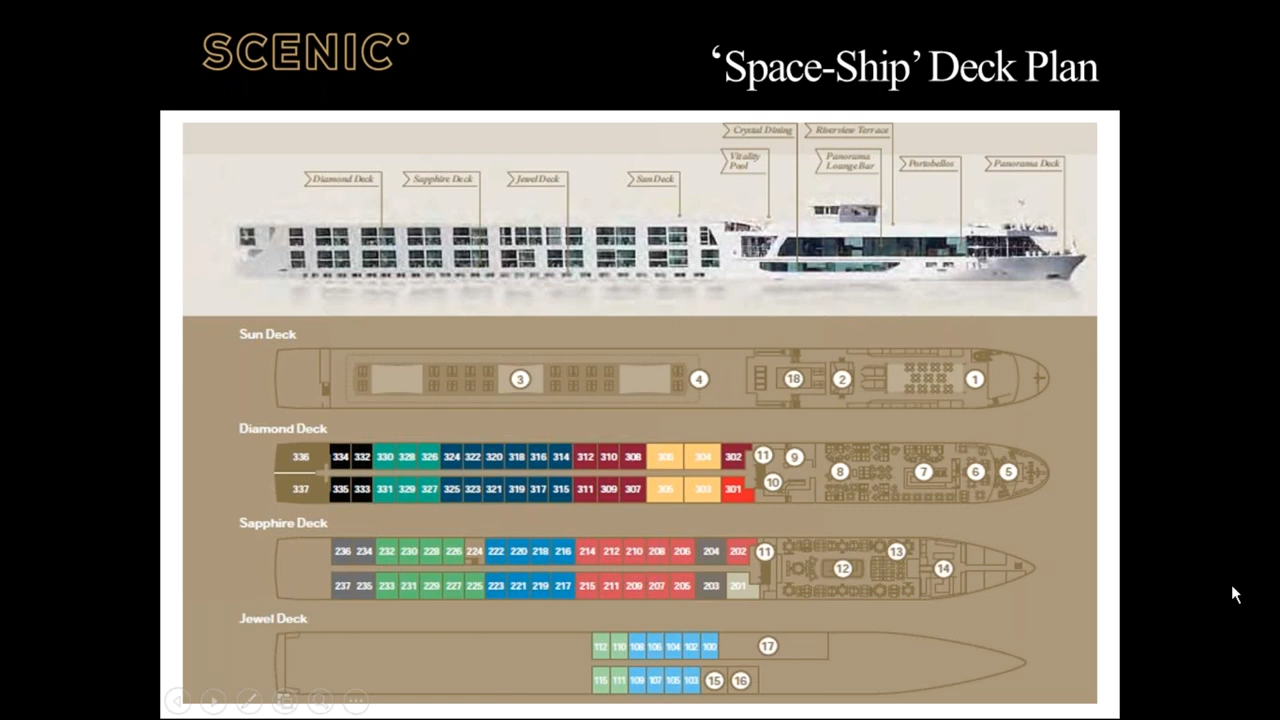 SCENIC°
‘Space-Ship’ Deck Plan
Crystal Dining
Riverview Terrace
Vitality
Pool
Panorama
Lounge Bar
Portobellos
Panorama Deck
Diamond Deck
Sapphire Deck
Jewel Deck
Sun Deck
Sun Deck
3 4 18 2 1
Diamond Deck
336 334 332 330 328 326 324 322 320 318 316 314 312 310 308 306 304 302 11 9
10 8 7 6 5
337 335 333 331 329 327 325 323 321 319 317 315 311 309 307 305 303 301
Sapphire Deck
236 234 232 230 228 226 224 222 220 218 216 214 212 210 208 206 204 202 11 13
12 14
237 235 233 231 229 227 225 223 221 219 217 215 211 209 207 205 203 201
Jewel Deck
112 110 108 106 104 102 100 17
115 111 109 107 105 103 15 16